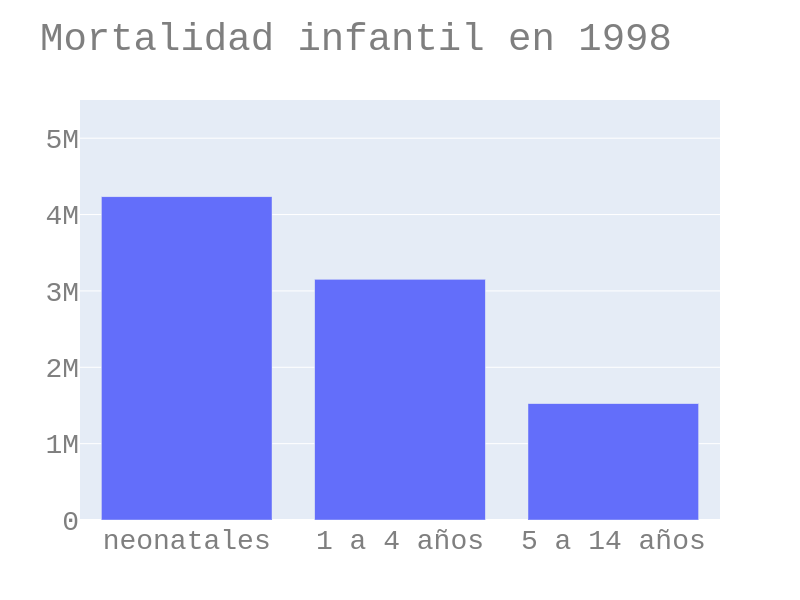 Mortalidad infantil en 1998
5M
4M
3M
2M
1M
0
neonatales 1 a 4 años 5 a 14 años